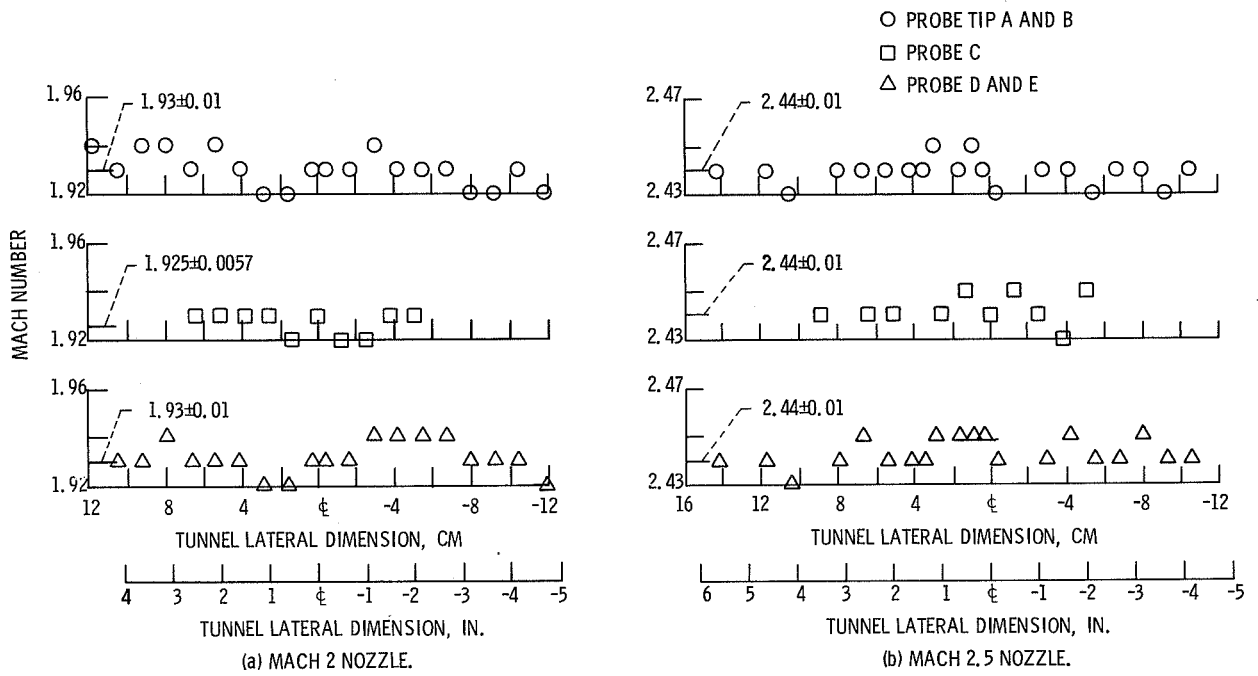 PROBE TIP A AND B
PROBE C
PROBE D AND E
MACH NUMBER
1.96
1.93±0.01
1.92
1.96
1.925±0.0057
1.92
1.96
1.93±0.01
1.92
12 8 4 ℄ -4 -8 -12
TUNNEL LATERAL DIMENSION, CM
4 3 2 1 ℄ -1 -2 -3 -4 -5
TUNNEL LATERAL DIMENSION, IN.
(a) MACH 2 NOZZLE.
2.47
2.44±0.01
2.43
2.47
2.44±0.01
2.43
2.47
2.44±0.01
2.43
16 12 8 4 ℄ -4 -8 -12
TUNNEL LATERAL DIMENSION, CM
6 5 4 3 2 1 ℄ -1 -2 -3 -4 -5
TUNNEL LATERAL DIMENSION, IN.
(b) MACH 2.5 NOZZLE.